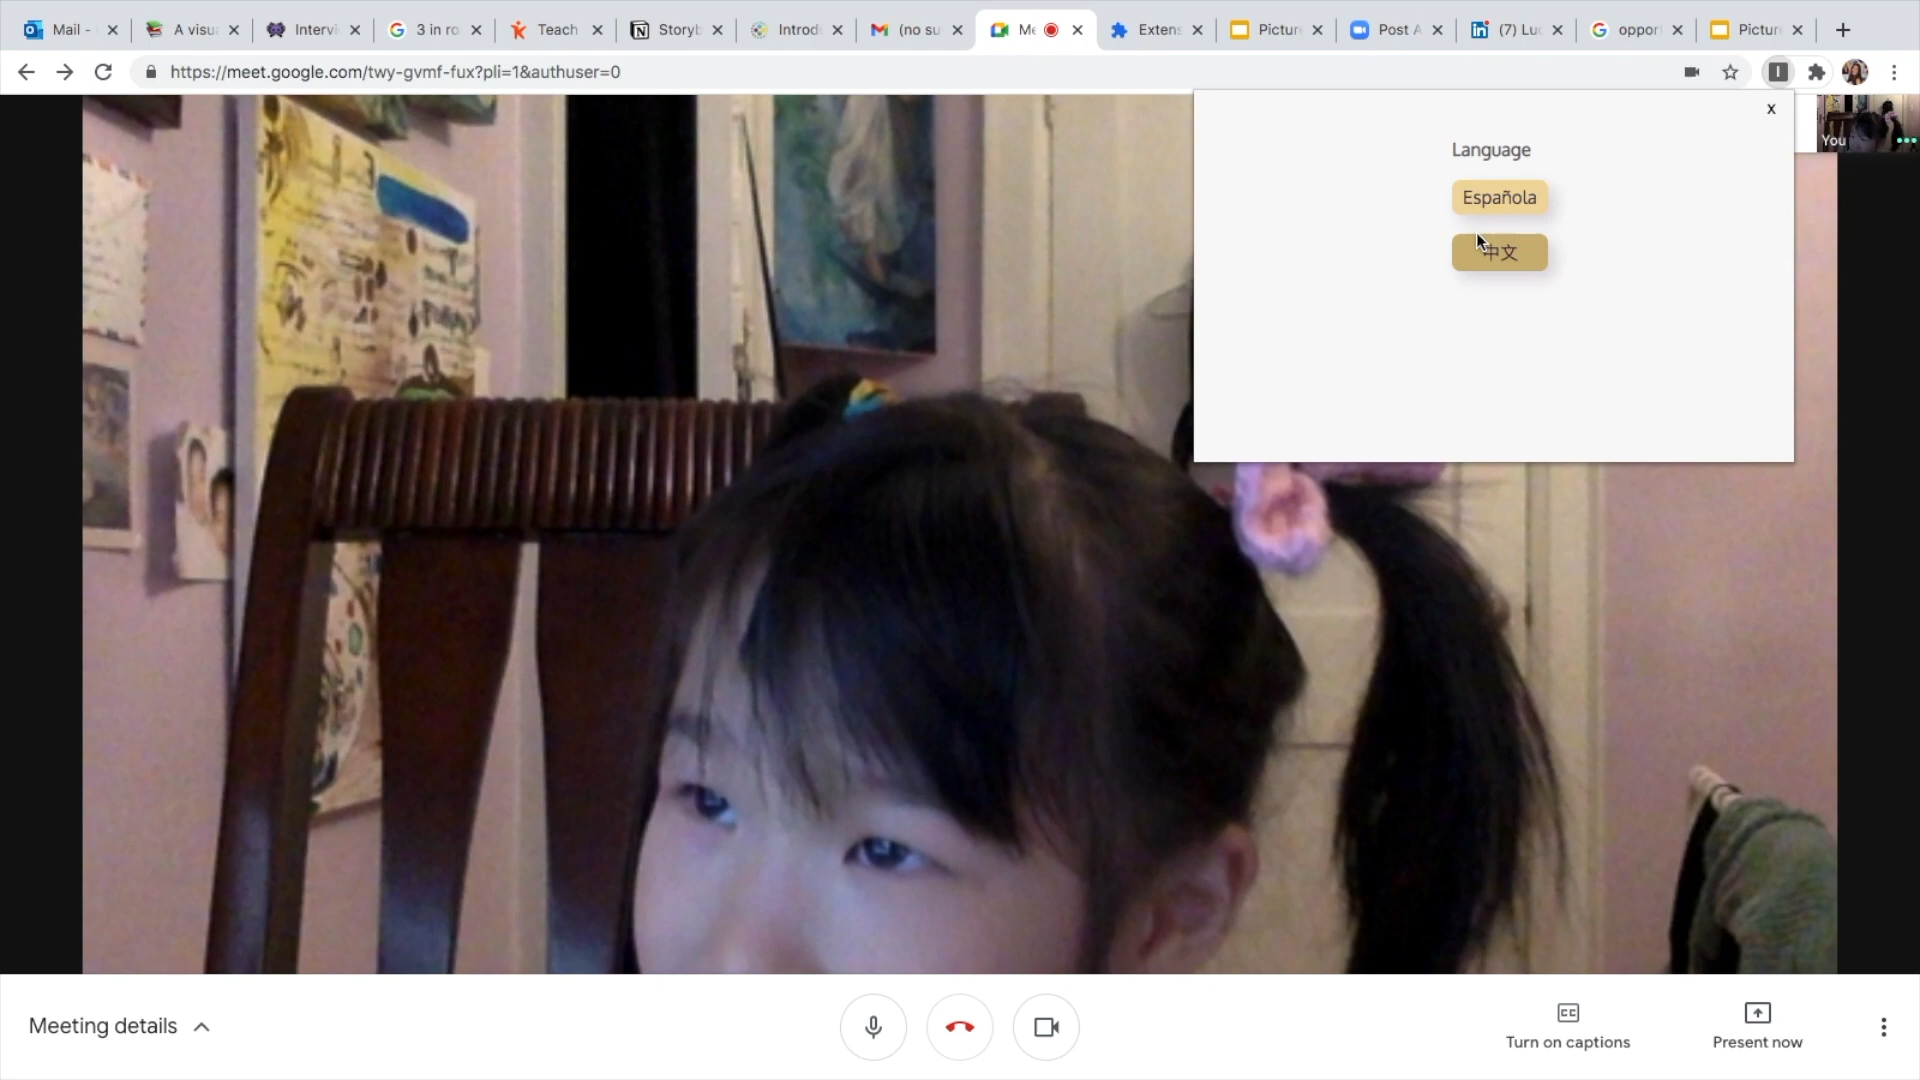 Mail -
A visu
Intervi
3 in ro
Teach
Storyb
Introdu
(no su
Me
Extens
Pictur
Post A
(7) Luc
oppor
Pictur
https://meet.google.com/twy-gvmf-fux?pli=1&authuser=0
x
You
Language
Española
中文
Meeting details
Turn on captions
Present now